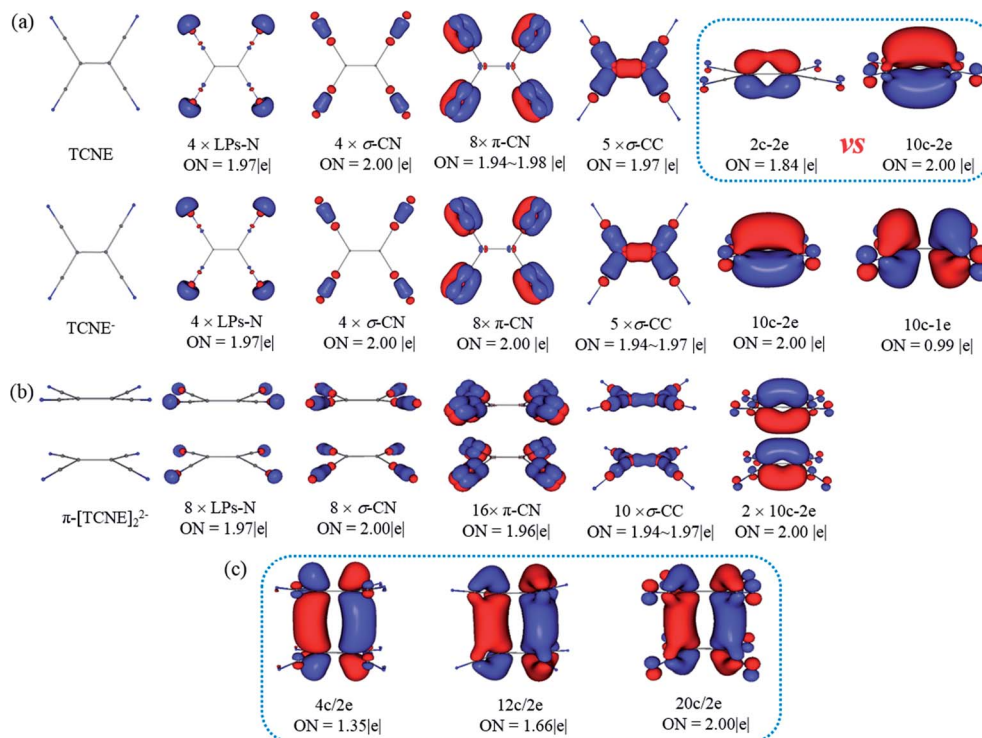 (a)
TCNE
4 × LPs-N
ON = 1.97|e|
4 × σ-CN
ON = 2.00 |e|
8× π-CN
ON = 1.94~1.98 |e|
5 ×σ-CC
ON = 1.97 |e|
2c-2e
ON = 1.84 |e|
vs
10c-2e
ON = 2.00 |e|
TCNE-
4 × LPs-N
ON = 1.97|e|
4 × σ-CN
ON = 2.00 |e|
8× π-CN
ON = 2.00 |e|
5 ×σ-CC
ON = 1.94~1.97 |e|
10c-2e
ON = 2.00 |e|
10c-1e
ON = 0.99 |e|
(b)
π-[TCNE]₂²⁻
8 × LPs-N
ON = 1.97|e|
8 × σ-CN
ON = 2.00|e|
16× π-CN
ON = 1.96|e|
10 ×σ-CC
ON = 1.94~1.97|e|
2 × 10c-2e
ON = 2.00 |e|
(c)
4c/2e
ON = 1.35|e|
12c/2e
ON = 1.66|e|
20c/2e
ON = 2.00|e|